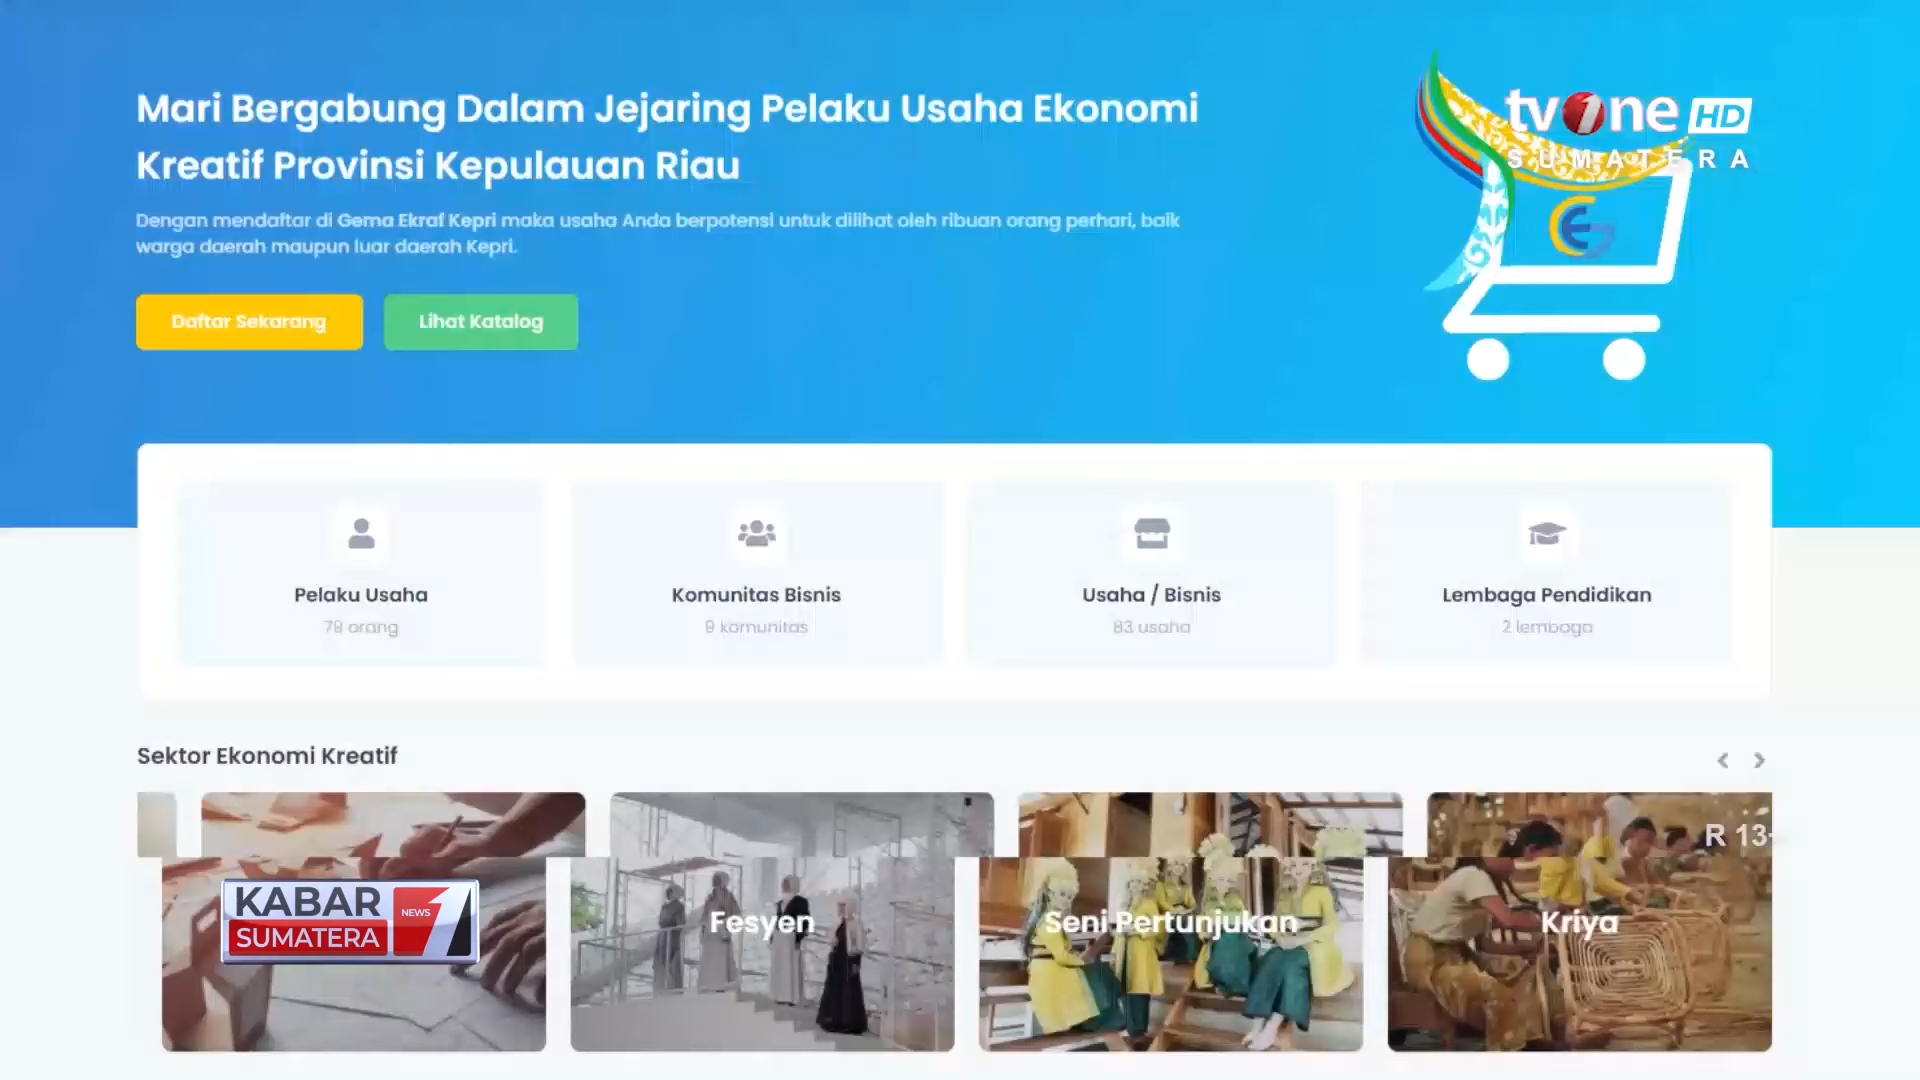 Mari Bergabung Dalam Jejaring Pelaku Usaha Ekonomi
Kreatif Provinsi Kepulauan Riau
Dengan mendaftar di Gema Ekraf Kepri maka usaha Anda berpotensi untuk dilihat oleh ribuan orang perhari, baik
warga daerah maupun luar daerah Kepri.
Daftar Sekarang
Lihat Katalog
tvOne HD
SUMATERA
Pelaku Usaha
79 orang
Komunitas Bisnis
9 komunitas
Usaha / Bisnis
83 usaha
Lembaga Pendidikan
2 lembaga
Sektor Ekonomi Kreatif
R 13+
KABAR
SUMATERA
NEWS 1
Fesyen
Seni Pertunjukan
Kriya